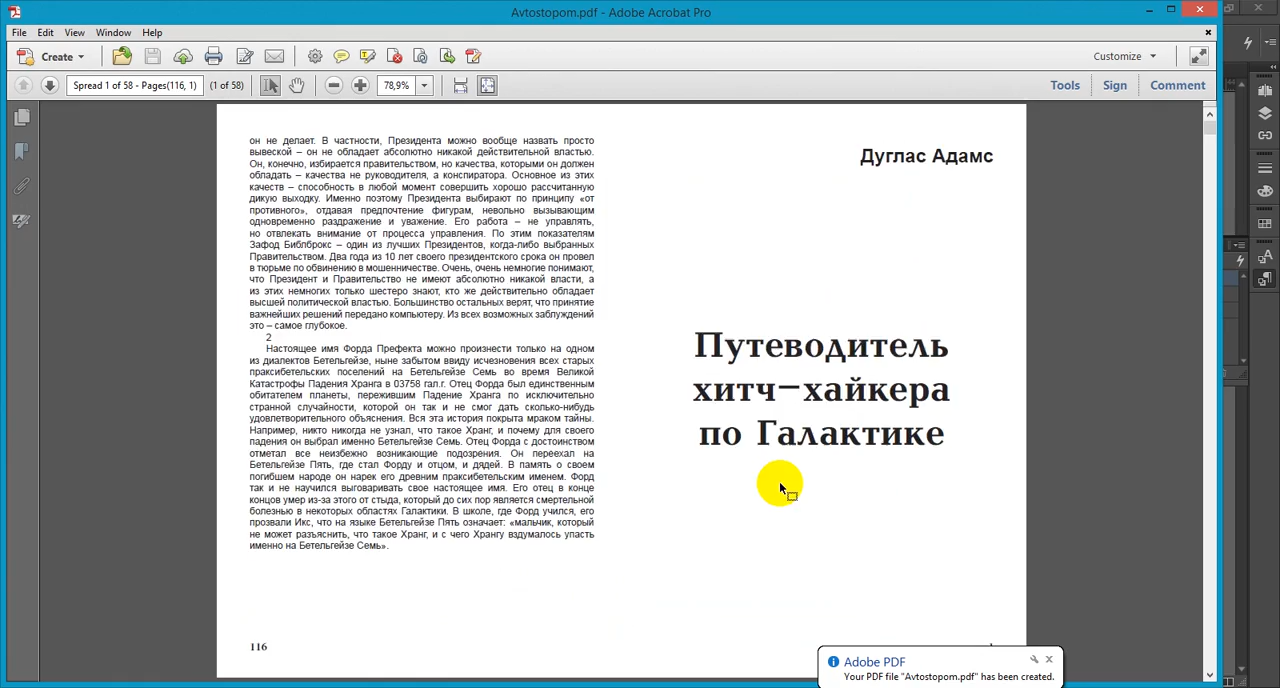 Avtostopom.pdf - Adobe Acrobat Pro
File Edit View Window Help
Create
Customize
Spread 1 of 58 - Pages(116, 1)
(1 of 58)
78,9%
Tools Sign Comment
он не делает. В частности, Президента можно вообще назвать просто
вывеской – он не обладает абсолютно никакой действительной властью.
Он, конечно, избирается правительством, но качества, которыми он должен
обладать – качества не руководителя, а конспиратора. Основное из этих
качеств – способность в любой момент совершить хорошо рассчитанную
дикую выходку. Именно поэтому Президента выбирают по принципу «от
противного», отдавая предпочтение фигурам, невольно вызывающим
одновременно раздражение и уважение. Его работа – не управлять,
но отвлекать внимание от процесса управления. По этим показателям
Зафод Библброкс – один из лучших Президентов, когда-либо выбранных
Правительством. Два года из 10 лет своего президентского срока он провел
в тюрьме по обвинению в мошенничестве. Очень, очень немногие понимают,
что Президент и Правительство не имеют абсолютно никакой власти, а
из этих немногих только шестеро знают, кто же действительно обладает
высшей политической властью. Большинство остальных верят, что принятие
важнейших решений передано компьютеру. Из всех возможных заблуждений
это – самое глубокое.
2
Настоящее имя Форда Префекта можно произнести только на одном
из диалектов Бетельгейзе, ныне забытом ввиду исчезновения всех старых
праксибетельских поселений на Бетельгейзе Семь во время Великой
Катастрофы Падения Хранга в 03758 гал.г. Отец Форда был единственным
обитателем планеты, пережившим Падение Хранга по исключительно
странной случайности, которой он так и не смог дать сколько-нибудь
удовлетворительного объяснения. Вся эта история покрыта мраком тайны.
Например, никто никогда не узнал, что такое Хранг, и почему для своего
падения он выбрал именно Бетельгейзе Семь. Отец Форда с достоинством
отметал все неизбежно возникающие подозрения. Он переехал на
Бетельгейзе Пять, где стал Форду и отцом, и дядей. В память о своем
погибшем народе он нарек его древним праксибетельским именем. Форд
так и не научился выговаривать свое настоящее имя. Его отец в конце
концов умер из-за этого от стыда, который до сих пор является смертельной
болезнью в некоторых областях Галактики. В школе, где Форд учился, его
прозвали Икс, что на языке Бетельгейзе Пять означает: «мальчик, который
не может разъяснить, что такое Хранг, и с чего Хрангу вздумалось упасть
именно на Бетельгейзе Семь».
116
Дуглас Адамс
Путеводитель
хитч–хайкера
по Галактике
Adobe PDF
Your PDF file "Avtostopom.pdf" has been created.